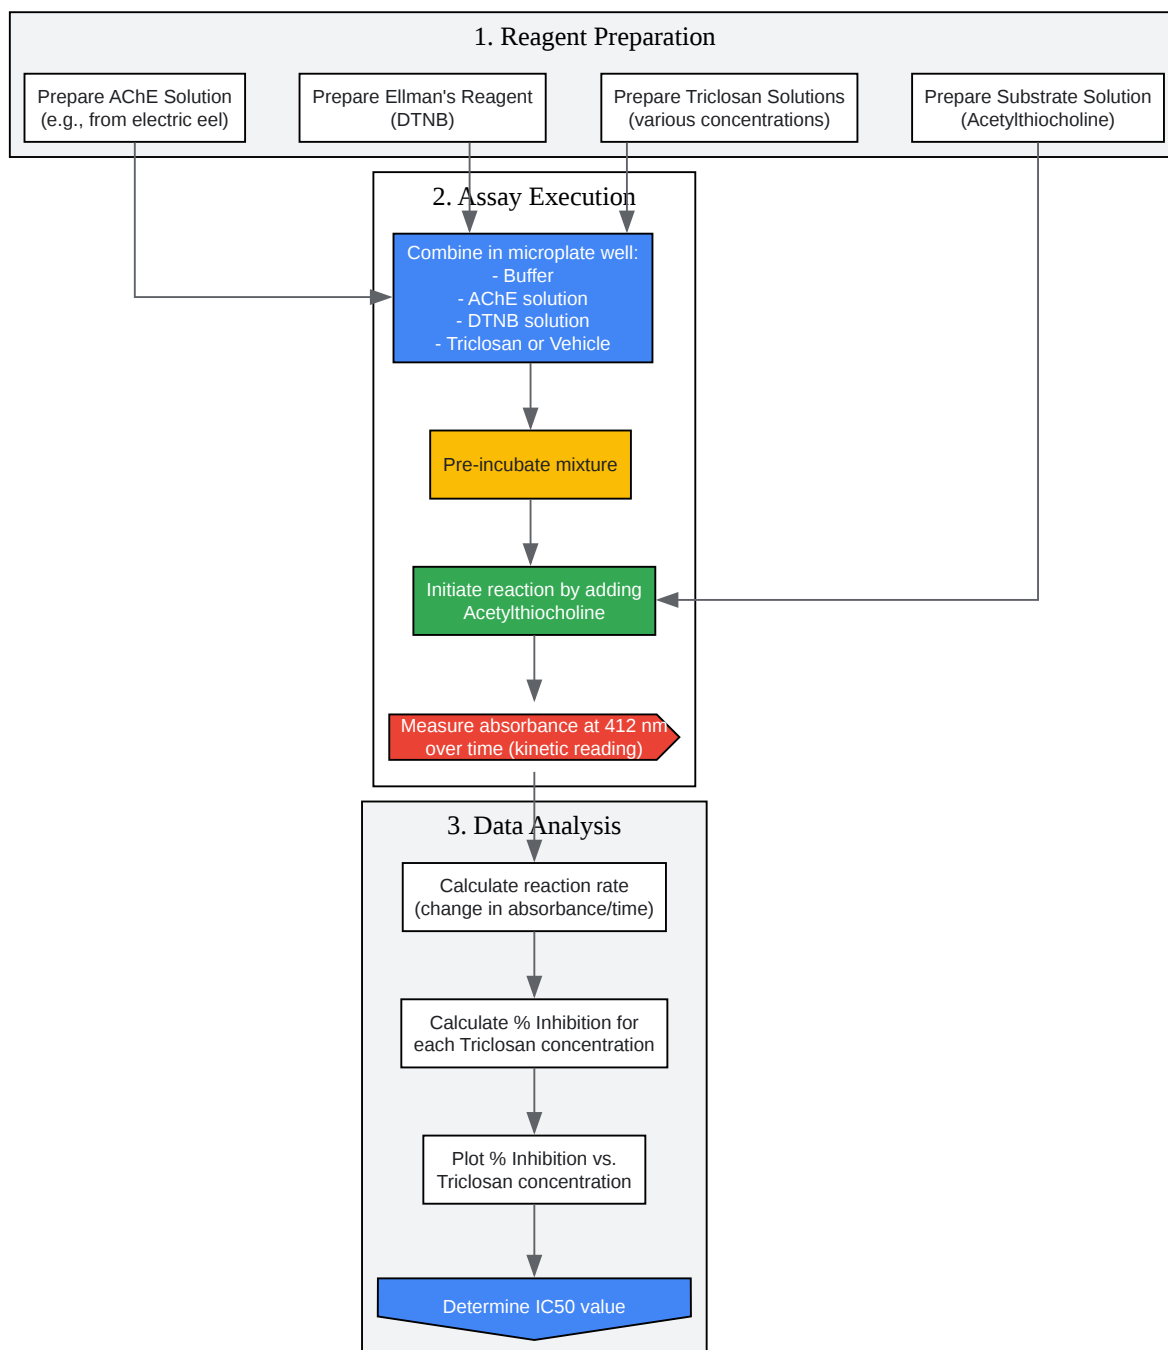 1. Reagent Preparation
Prepare AChE Solution
(e.g., from electric eel)
Prepare Ellman's Reagent
(DTNB)
Prepare Triclosan Solutions
(various concentrations)
Prepare Substrate Solution
(Acetylthiocholine)
2. Assay Execution
Combine in microplate well:
- Buffer
- AChE solution
- DTNB solution
- Triclosan or Vehicle
Pre-incubate mixture
Initiate reaction by adding
Acetylthiocholine
Measure absorbance at 412 nm
over time (kinetic reading)
3. Data Analysis
Calculate reaction rate
(change in absorbance/time)
Calculate % Inhibition for
each Triclosan concentration
Plot % Inhibition vs.
Triclosan concentration
Determine IC50 value